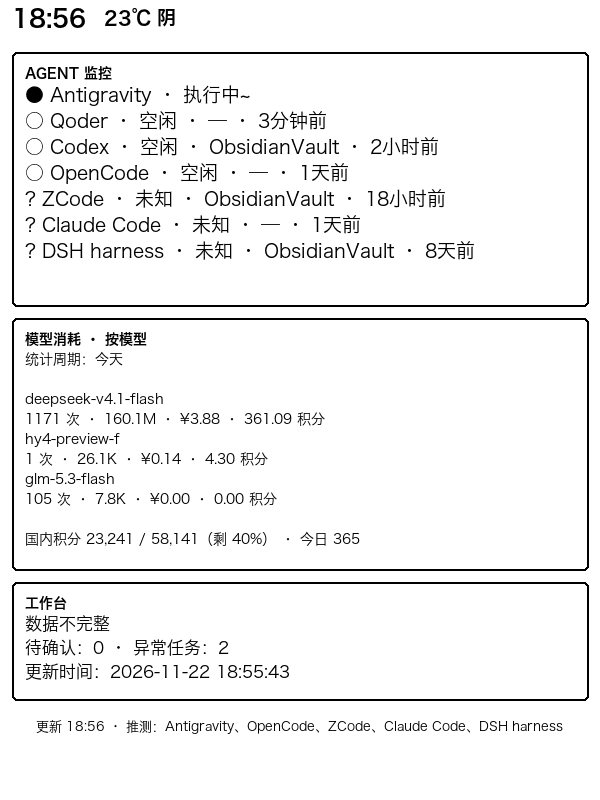 18:56 23℃ 阴
AGENT 监控
● Antigravity · 执行中~
○ Qoder · 空闲 · — · 3分钟前
○ Codex · 空闲 · ObsidianVault · 2小时前
○ OpenCode · 空闲 · — · 1天前
? ZCode · 未知 · ObsidianVault · 18小时前
? Claude Code · 未知 · — · 1天前
? DSH harness · 未知 · ObsidianVault · 8天前
模型消耗 · 按模型
统计周期：今天
deepseek-v4.1-flash
1171 次 · 160.1M · ¥3.88 · 361.09 积分
hy4-preview-f
1 次 · 26.1K · ¥0.14 · 4.30 积分
glm-5.3-flash
105 次 · 7.8K · ¥0.00 · 0.00 积分
国内积分 23,241 / 58,141（剩 40%） · 今日 365
工作台
数据不完整
待确认：0 · 异常任务：2
更新时间：2026-11-22 18:55:43
更新 18:56 · 推测：Antigravity、OpenCode、ZCode、Claude Code、DSH harness